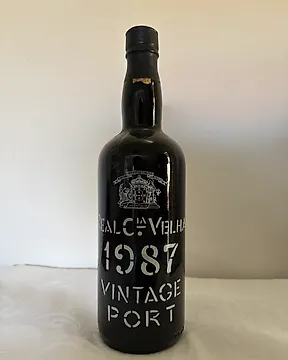 REAL Cᴵᴬ VELHA
1987
VINTAGE
PORT